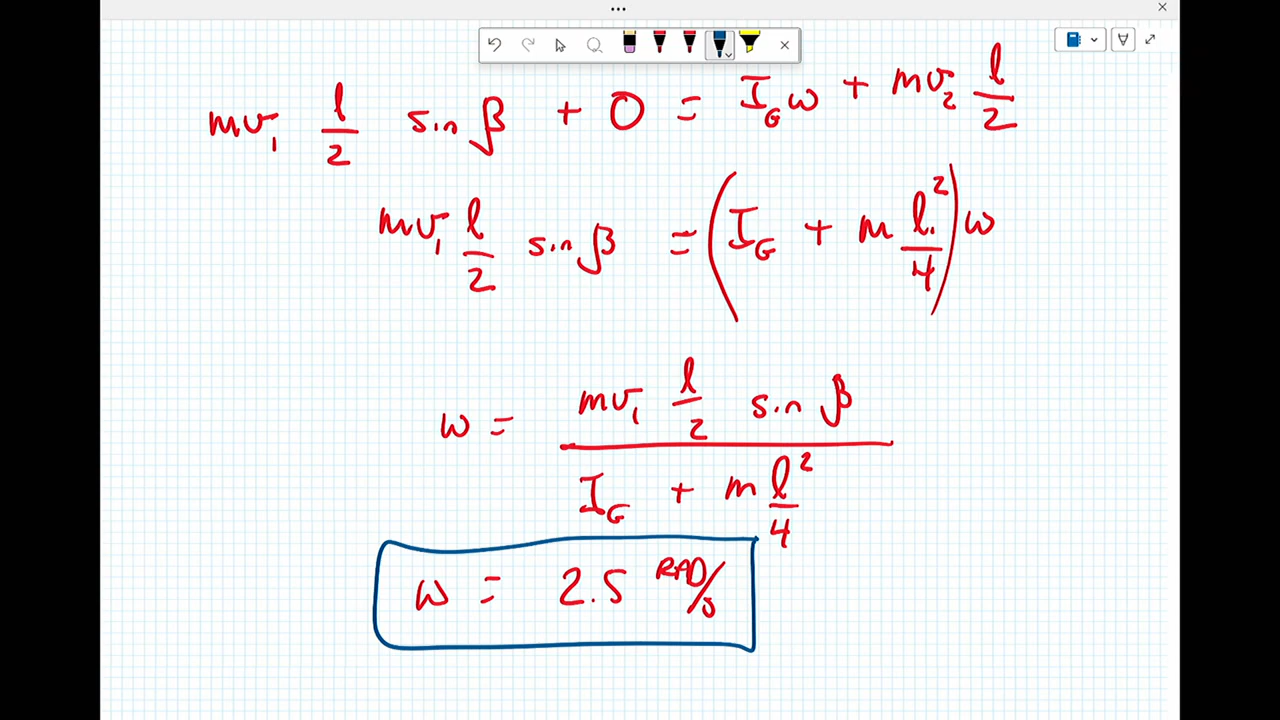 mv₁ l/2 sin β + 0 = I_G ω + mv₂ l/2
mv₁ l/2 sin β = (I_G + m l²/4) ω
ω = (mv₁ l/2 sin β) / (I_G + m l²/4)
ω = 2.5 RAD/s